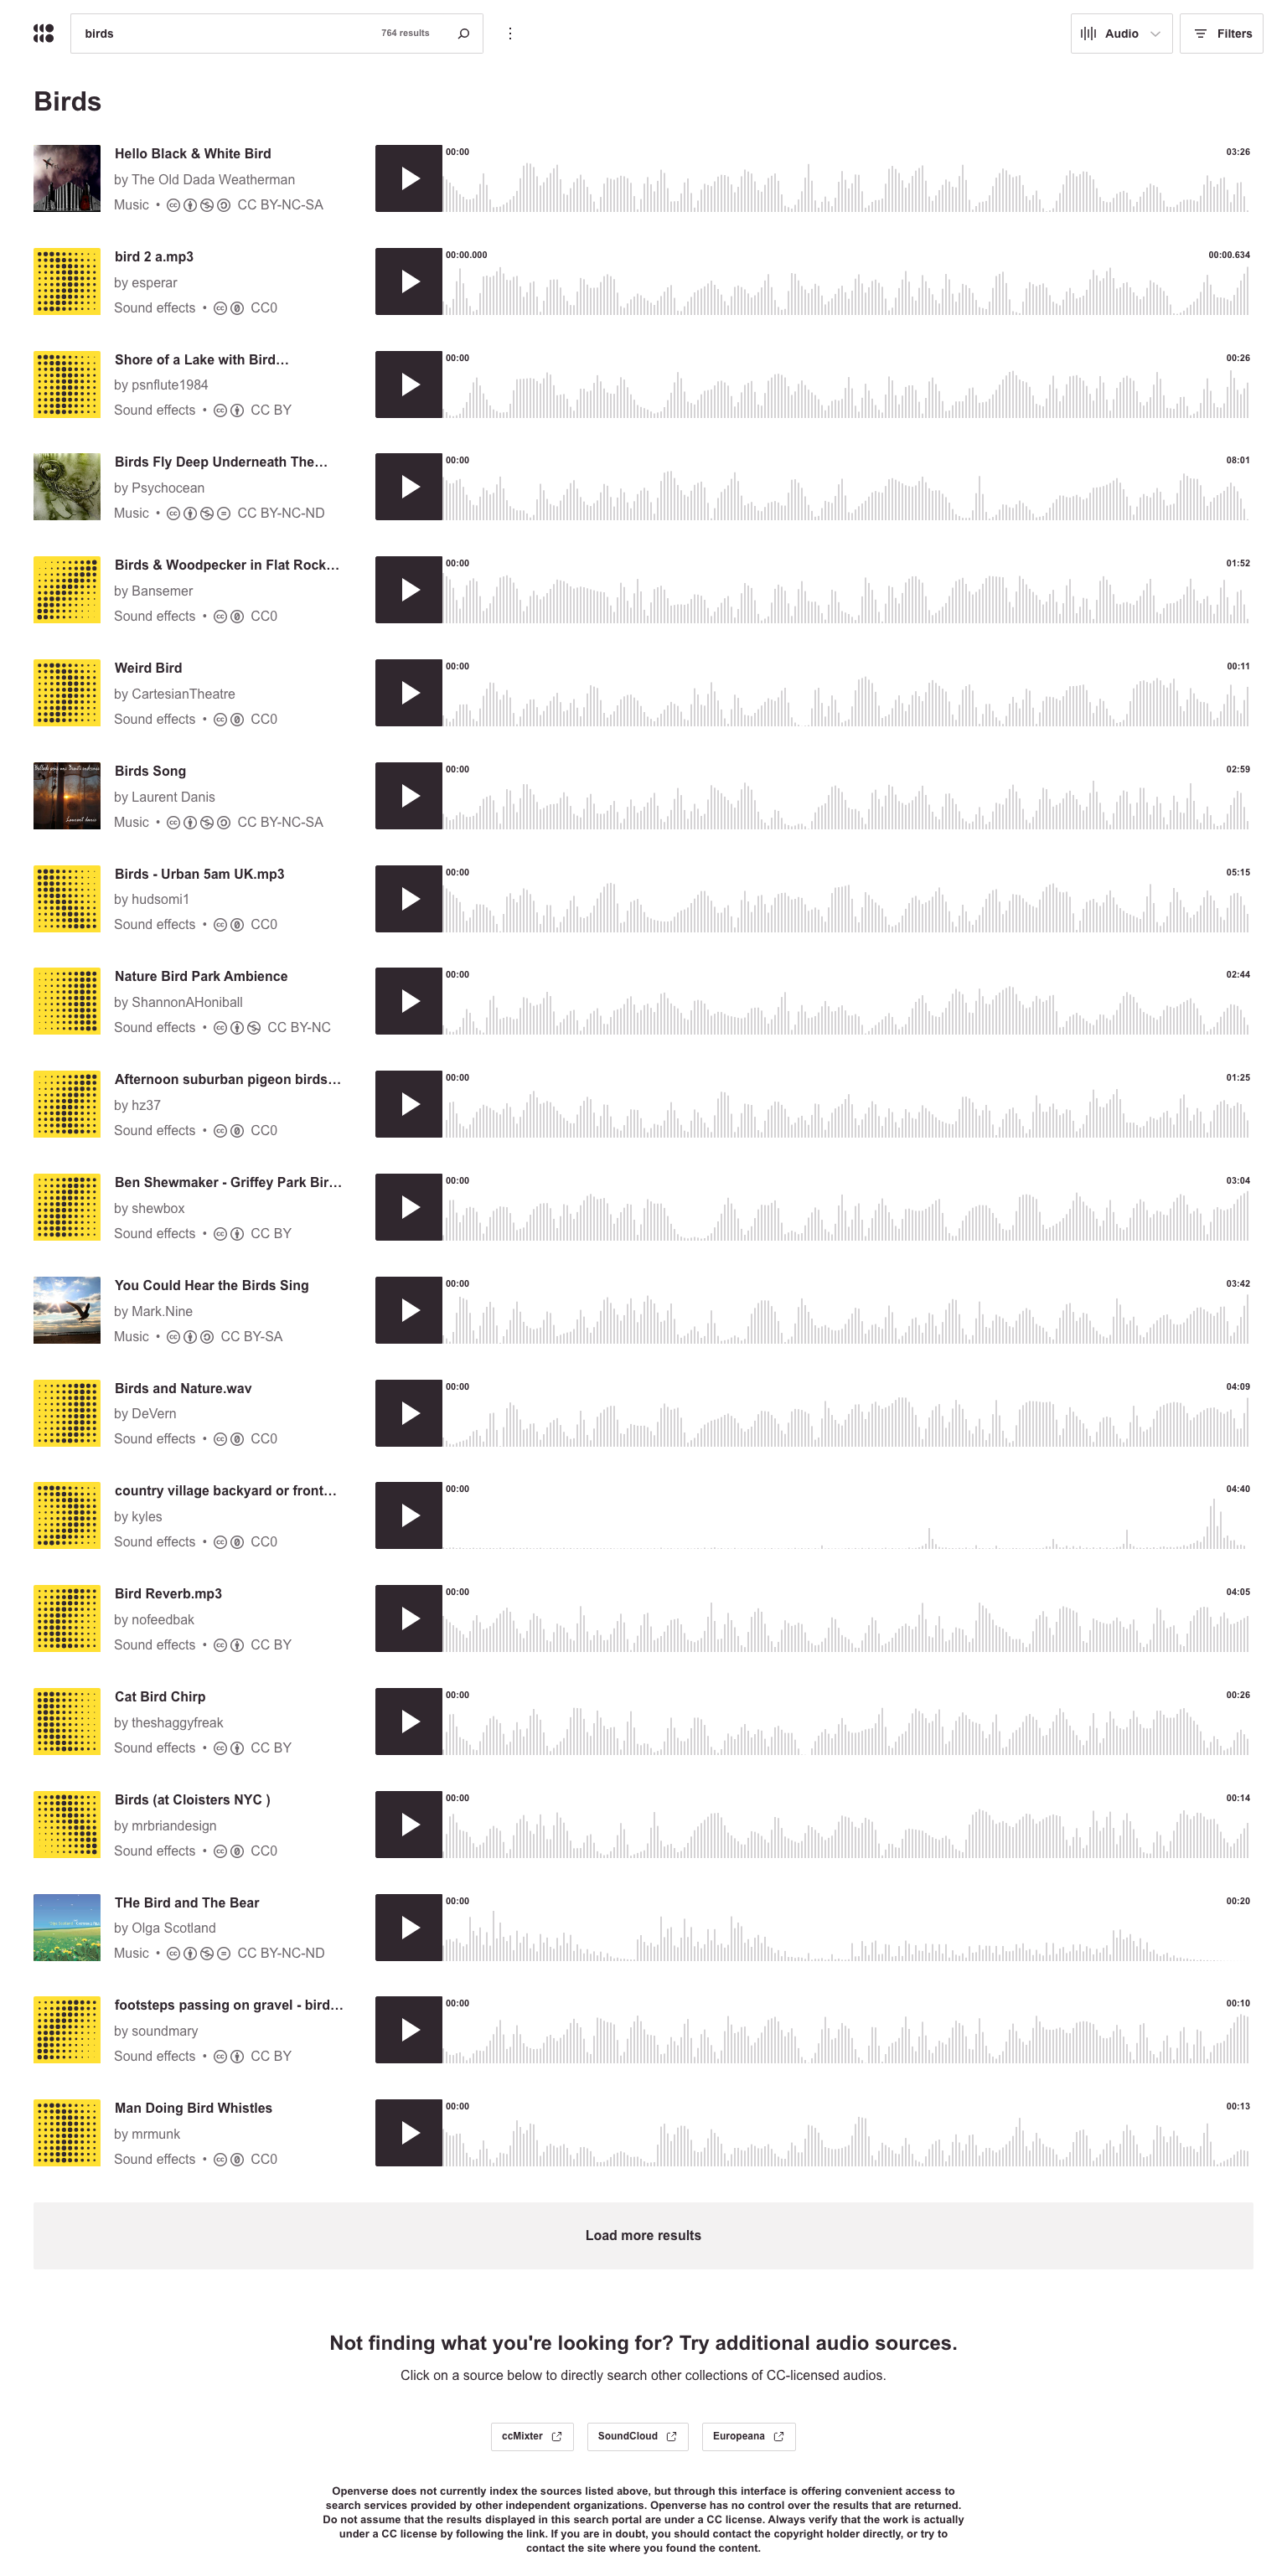 birds
764 results
Audio
Filters
Birds
Hello Black & White Bird
by The Old Dada Weatherman
Music • CC BY-NC-SA
00:00
03:26
bird 2 a.mp3
by esperar
Sound effects • CC0
00:00.000
00:00.634
Shore of a Lake with Bird…
by psnflute1984
Sound effects • CC BY
00:00
00:26
Birds Fly Deep Underneath The…
by Psychocean
Music • CC BY-NC-ND
00:00
08:01
Birds & Woodpecker in Flat Rock…
by Bansemer
Sound effects • CC0
00:00
01:52
Weird Bird
by CartesianTheatre
Sound effects • CC0
00:00
00:11
Birds Song
by Laurent Danis
Music • CC BY-NC-SA
00:00
02:59
Birds - Urban 5am UK.mp3
by hudsomi1
Sound effects • CC0
00:00
05:15
Nature Bird Park Ambience
by ShannonAHoniball
Sound effects • CC BY-NC
00:00
02:44
Afternoon suburban pigeon birds…
by hz37
Sound effects • CC0
00:00
01:25
Ben Shewmaker - Griffey Park Bir…
by shewbox
Sound effects • CC BY
00:00
03:04
You Could Hear the Birds Sing
by Mark.Nine
Music • CC BY-SA
00:00
03:42
Birds and Nature.wav
by DeVern
Sound effects • CC0
00:00
04:09
country village backyard or front…
by kyles
Sound effects • CC0
00:00
04:40
Bird Reverb.mp3
by nofeedbak
Sound effects • CC BY
00:00
04:05
Cat Bird Chirp
by theshaggyfreak
Sound effects • CC BY
00:00
00:26
Birds (at Cloisters NYC )
by mrbriandesign
Sound effects • CC0
00:00
00:14
THe Bird and The Bear
by Olga Scotland
Music • CC BY-NC-ND
00:00
00:20
footsteps passing on gravel - bird…
by soundmary
Sound effects • CC BY
00:00
00:10
Man Doing Bird Whistles
by mrmunk
Sound effects • CC0
00:00
00:13
Load more results
Not finding what you're looking for? Try additional audio sources.
Click on a source below to directly search other collections of CC-licensed audios.
ccMixter
SoundCloud
Europeana
Openverse does not currently index the sources listed above, but through this interface is offering convenient access to
search services provided by other independent organizations. Openverse has no control over the results that are returned.
Do not assume that the results displayed in this search portal are under a CC license. Always verify that the work is actually
under a CC license by following the link. If you are in doubt, you should contact the copyright holder directly, or try to
contact the site where you found the content.